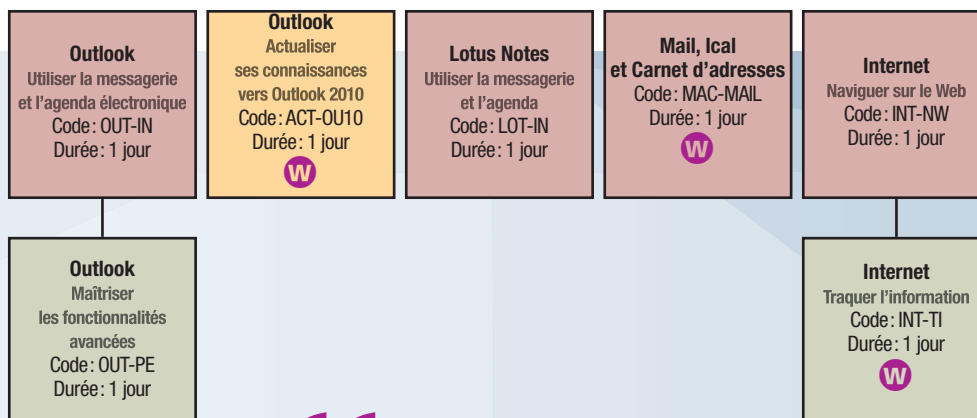 Outlook
Utiliser la messagerie
et l'agenda électronique
Code : OUT-IN
Durée : 1 jour
Outlook
Actualiser
ses connaissances
vers Outlook 2010
Code : ACT-OU10
Durée : 1 jour
W
Lotus Notes
Utiliser la messagerie
et l'agenda
Code : LOT-IN
Durée : 1 jour
Mail, Ical
et Carnet d'adresses
Code : MAC-MAIL
Durée : 1 jour
W
Internet
Naviguer sur le Web
Code : INT-NW
Durée : 1 jour
Outlook
Maîtriser
les fonctionnalités
avancées
Code : OUT-PE
Durée : 1 jour
Internet
Traquer l'information
Code : INT-TI
Durée : 1 jour
W